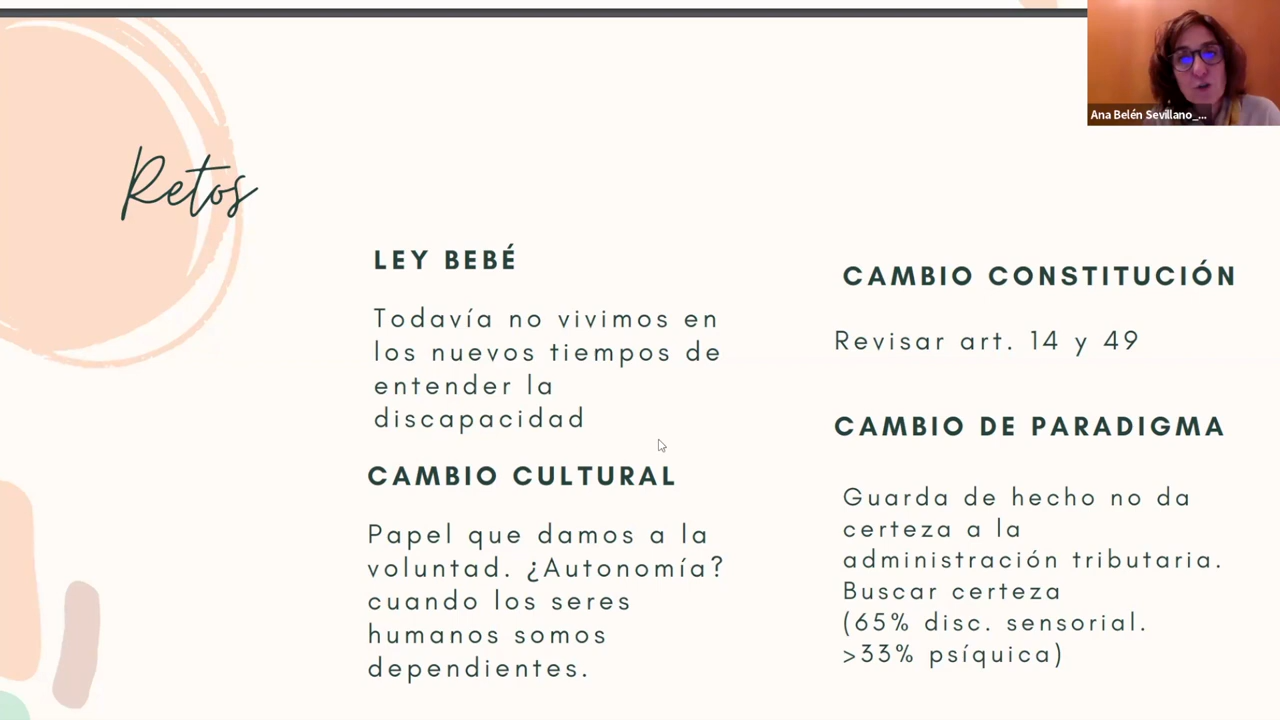 Ana Belén Sevillano_...
Retos
LEY BEBÉ
Todavía no vivimos en
los nuevos tiempos de
entender la
discapacidad
CAMBIO CULTURAL
Papel que damos a la
voluntad. ¿Autonomía?
cuando los seres
humanos somos
dependientes.
CAMBIO CONSTITUCIÓN
Revisar art. 14 y 49
CAMBIO DE PARADIGMA
Guarda de hecho no da
certeza a la
administración tributaria.
Buscar certeza
(65% disc. sensorial.
>33% psíquica)